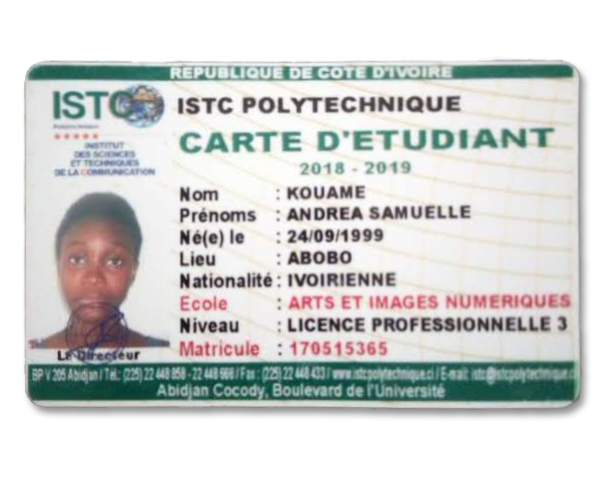 REPUBLIQUE DE COTE D'IVOIRE
ISTC
ISTC POLYTECHNIQUE
INSTITUT
DES SCIENCES
ET TECHNIQUES
DE LA COMMUNICATION
CARTE D'ETUDIANT
2018 - 2019
Nom : KOUAME
Prénoms : ANDREA SAMUELLE
Né(e) le : 24/09/1999
Lieu : ABOBO
Nationalité : IVOIRIENNE
Ecole : ARTS ET IMAGES NUMERIQUES
Niveau : LICENCE PROFESSIONNELLE 3
Matricule : 170515365
Le Directeur
BP V 205 Abidjan / Tél.: (225) 22 448 858 - 22 448 566 / Fax : (225) 22 448 433 / www.istcpolytechnique.ci / E-mail: istc@istcpolytechnique.ci
Abidjan Cocody, Boulevard de l'Université